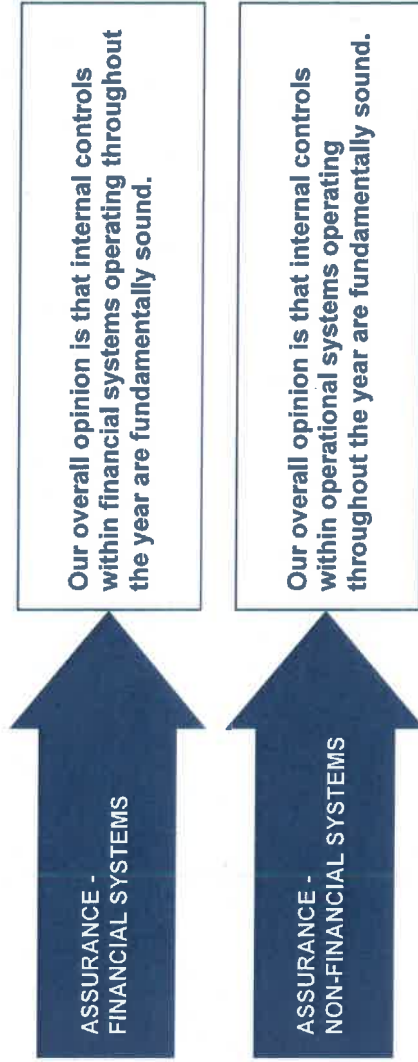 ASSURANCE -
FINANCIAL SYSTEMS
Our overall opinion is that internal controls
within financial systems operating throughout
the year are fundamentally sound.
ASSURANCE -
NON-FINANCIAL SYSTEMS
Our overall opinion is that internal controls
within operational systems operating
throughout the year are fundamentally sound.